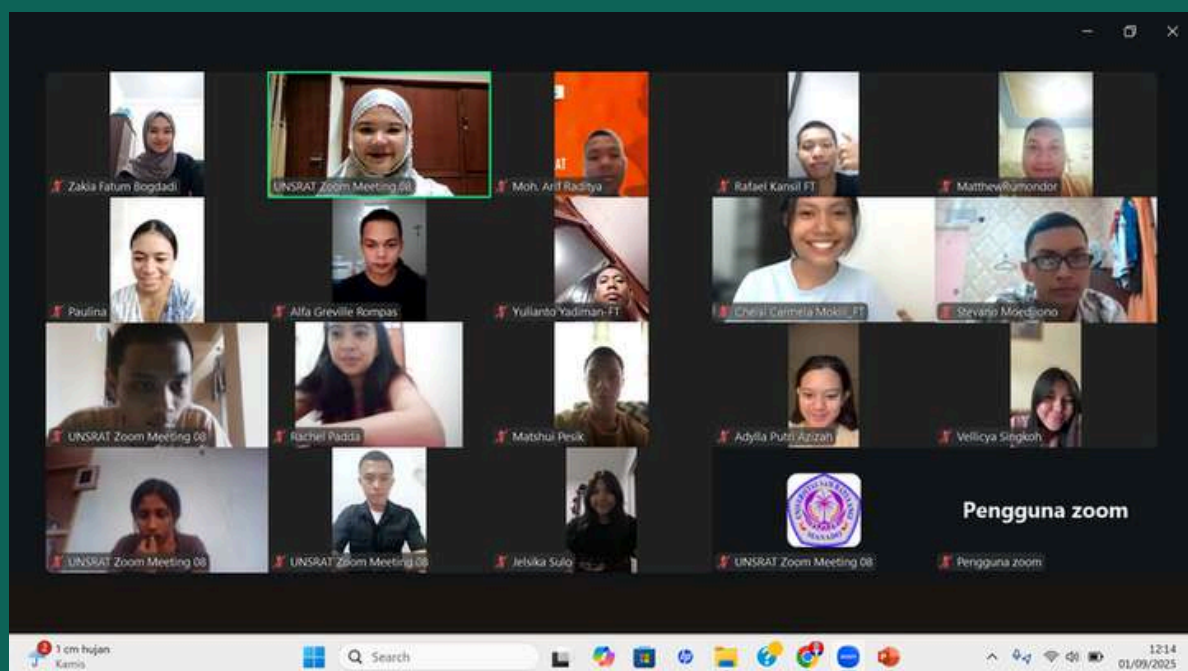 AT
Zakia Fatum Bogdadi
UNSRAT Zoom Meeting 08
Moh. Arif Raditya
Rafael Kansil FT
MatthewRumondor
Paulina
Alfa Greville Rompas
Yulianto Yadiman-FT
Stevano Moedjiono
UNSRAT Zoom Meeting 08
Rachel Padda
Matshui Pesik
Adylla Putri Azizah
Vellicya Singkoh
MANADO
Pengguna zoom
UNSRAT Zoom Meeting 08
UNSRAT Zoom Meeting 08
Jelsika Sulo
UNSRAT Zoom Meeting 08
Pengguna zoom
2
1 cm hujan
Kamis
Search
12:14
01/09/2025